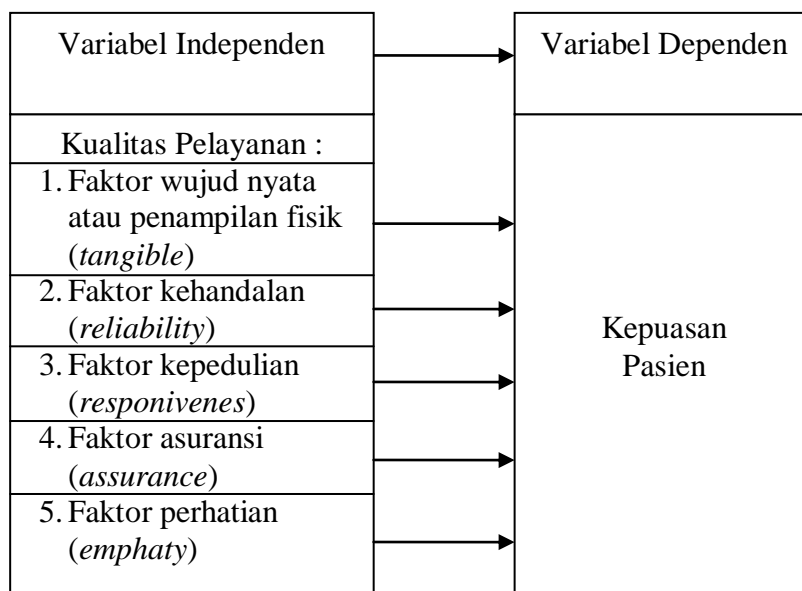 Variabel Independen
Variabel Dependen
Kualitas Pelayanan :
1. Faktor wujud nyata
atau penampilan fisik
(tangible)
2. Faktor kehandalan
(reliability)
3. Faktor kepedulian
(responivenes)
4. Faktor asuransi
(assurance)
5. Faktor perhatian
(emphaty)
Kepuasan
Pasien